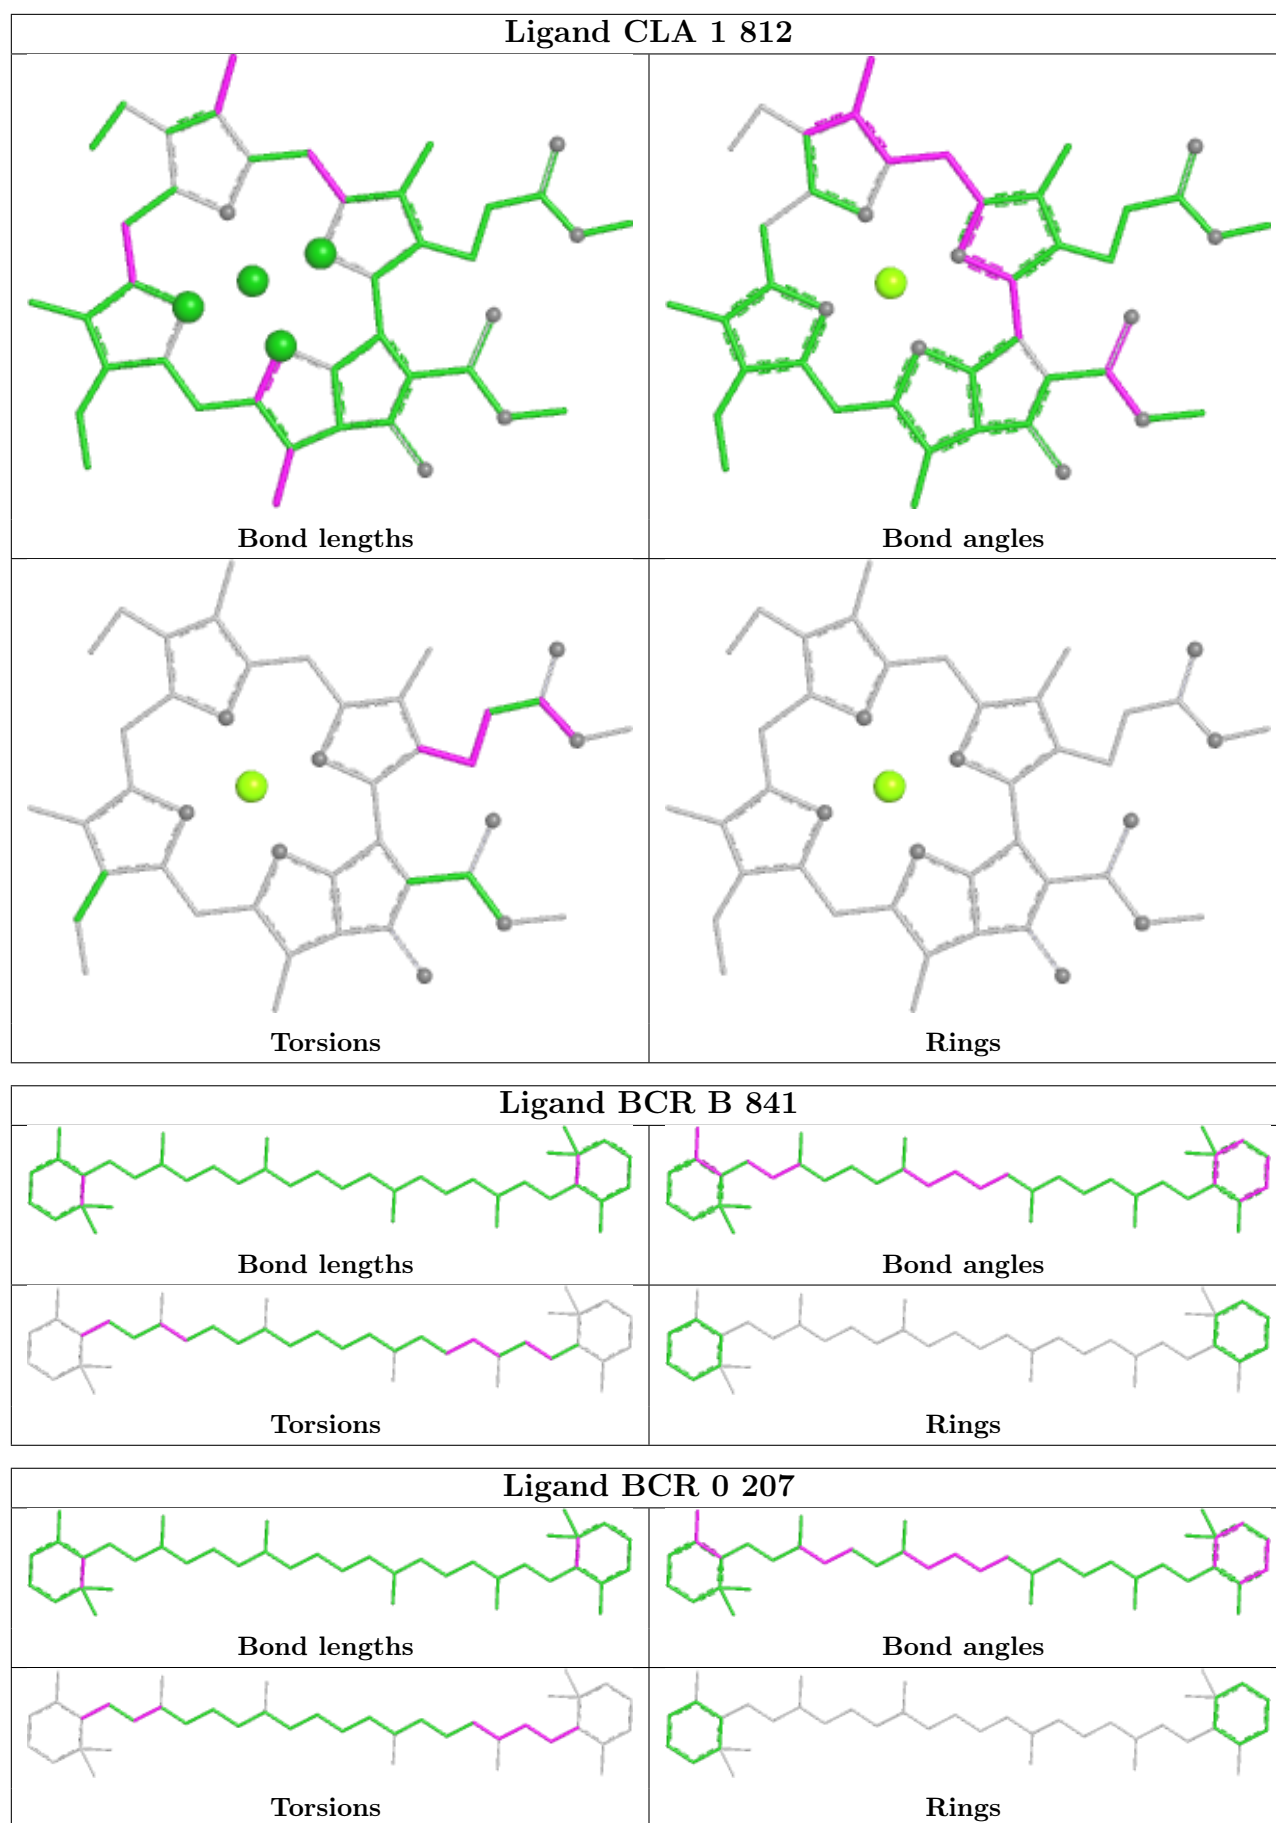 Ligand CLA 1 812
Bond lengths
Bond angles
Torsions
Rings
Ligand BCR B 841
Bond lengths
Bond angles
Torsions
Rings
Ligand BCR 0 207
Bond lengths
Bond angles
Torsions
Rings